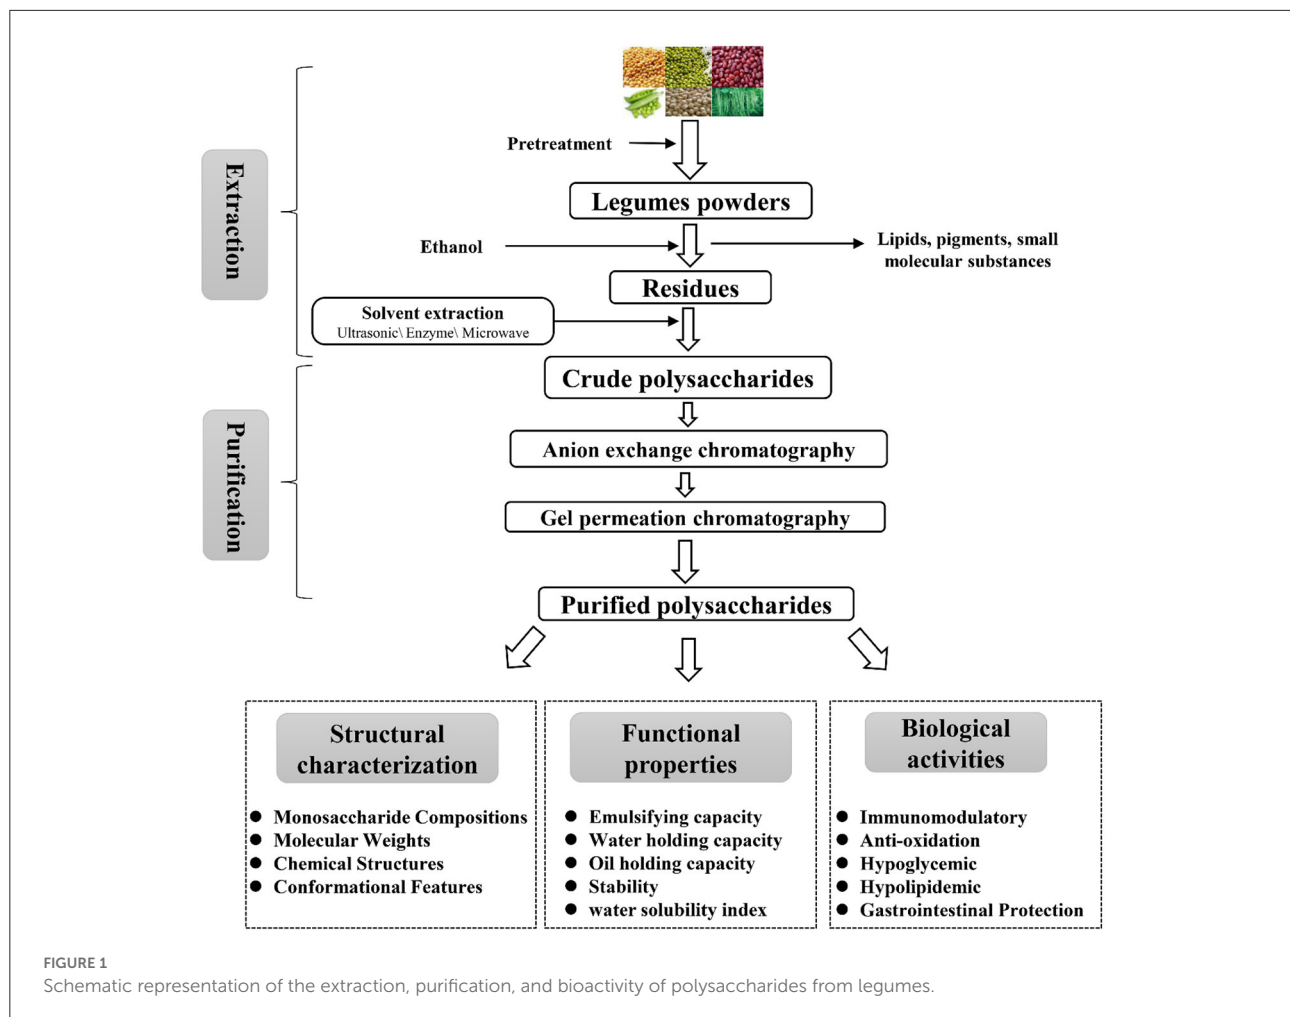 Extraction
Pretreatment
Legumes powders
Ethanol
Lipids, pigments, small
molecular substances
Residues
Solvent extraction
Ultrasonic\ Enzyme\ Microwave
Purification
Crude polysaccharides
Anion exchange chromatography
Gel permeation chromatography
Purified polysaccharides
Structural
characterization
Monosaccharide Compositions
Molecular Weights
Chemical Structures
Conformational Features
Functional
properties
Emulsifying capacity
Water holding capacity
Oil holding capacity
Stability
water solubility index
Biological
activities
Immunomodulatory
Anti-oxidation
Hypoglycemic
Hypolipidemic
Gastrointestinal Protection
FIGURE 1
Schematic representation of the extraction, purification, and bioactivity of polysaccharides from legumes.